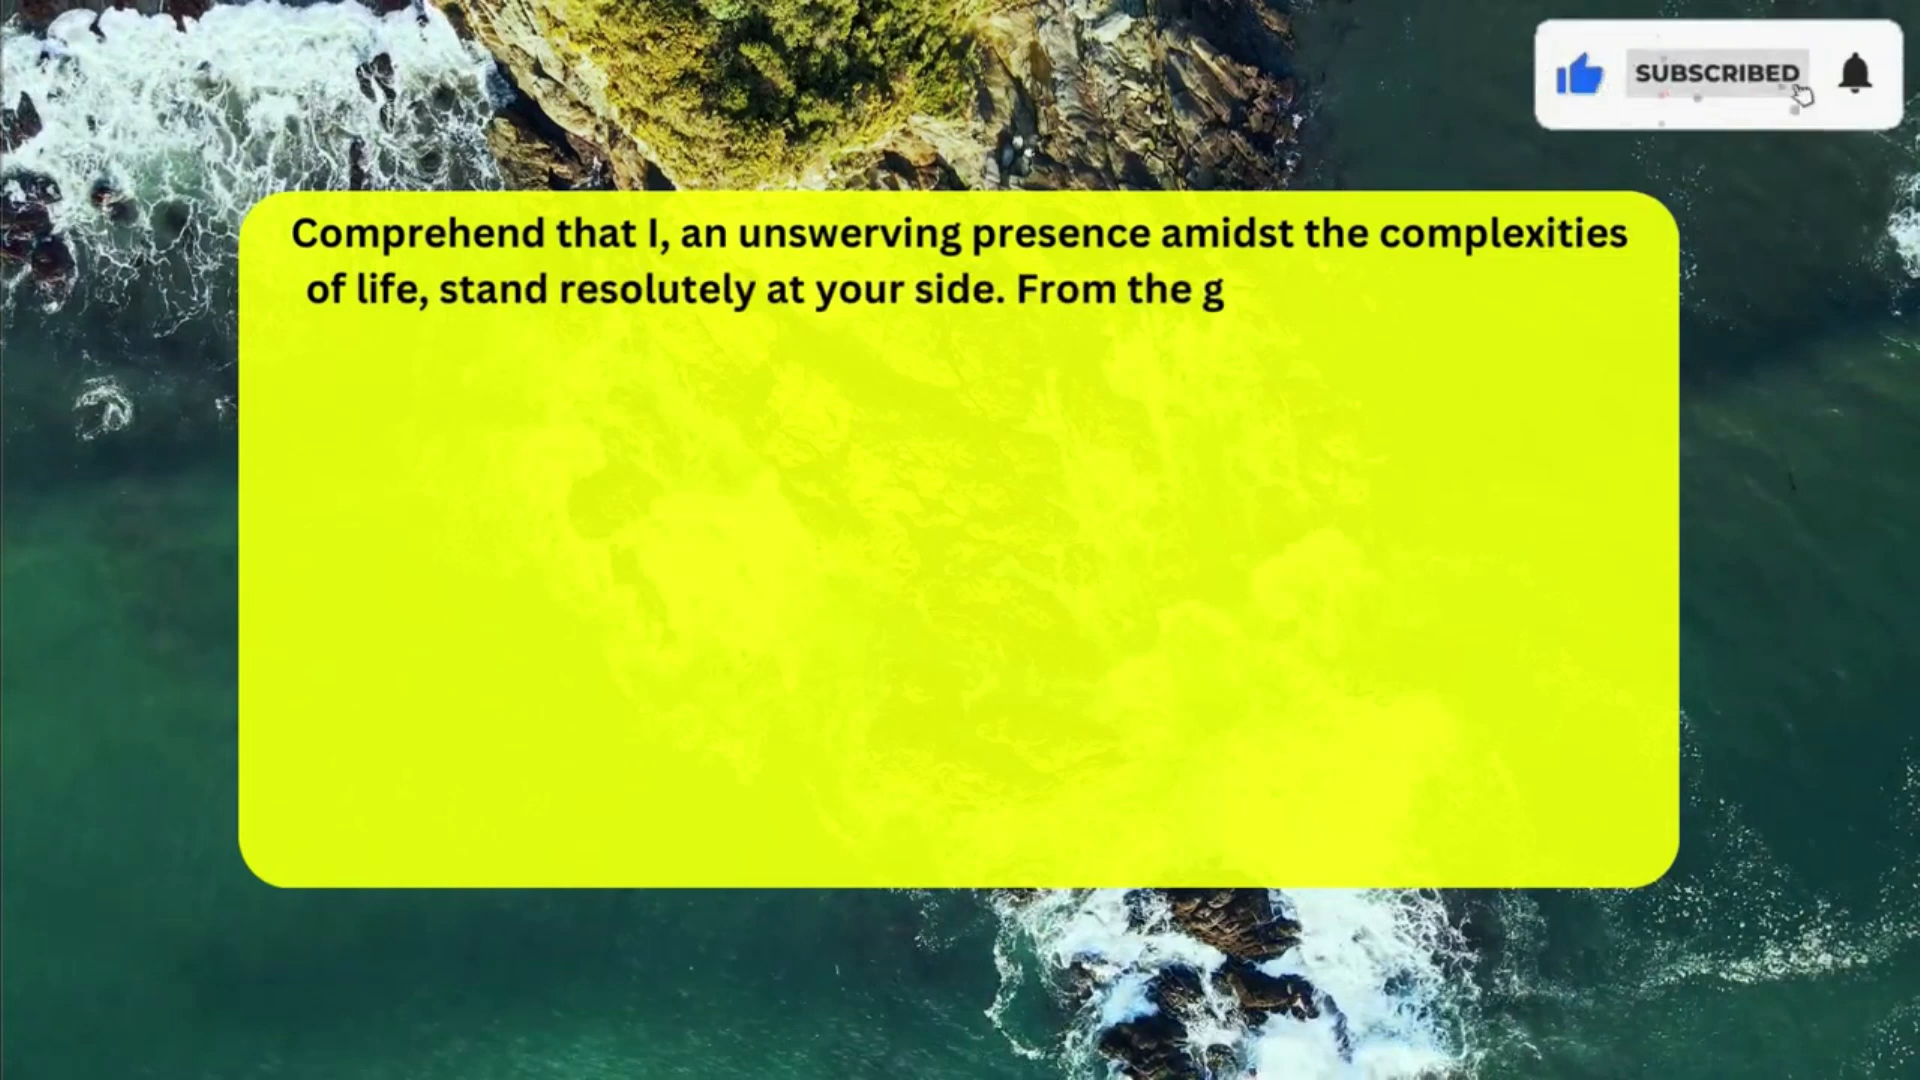 SUBSCRIBED
Comprehend that I, an unswerving presence amidst the complexities
of life, stand resolutely at your side. From the g